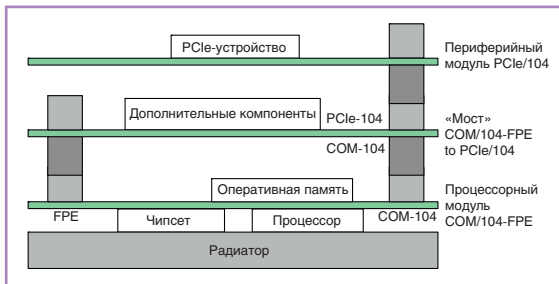 PCIe-устройство
Периферийный
модуль PCIe/104
Дополнительные компоненты
PCIe-104
COM-104
«Мост»
COM/104-FPE
to PCIe/104
Оперативная память
FPE
Чипсет
Процессор
COM-104
Процессорный
модуль
COM/104-FPE
Радиатор